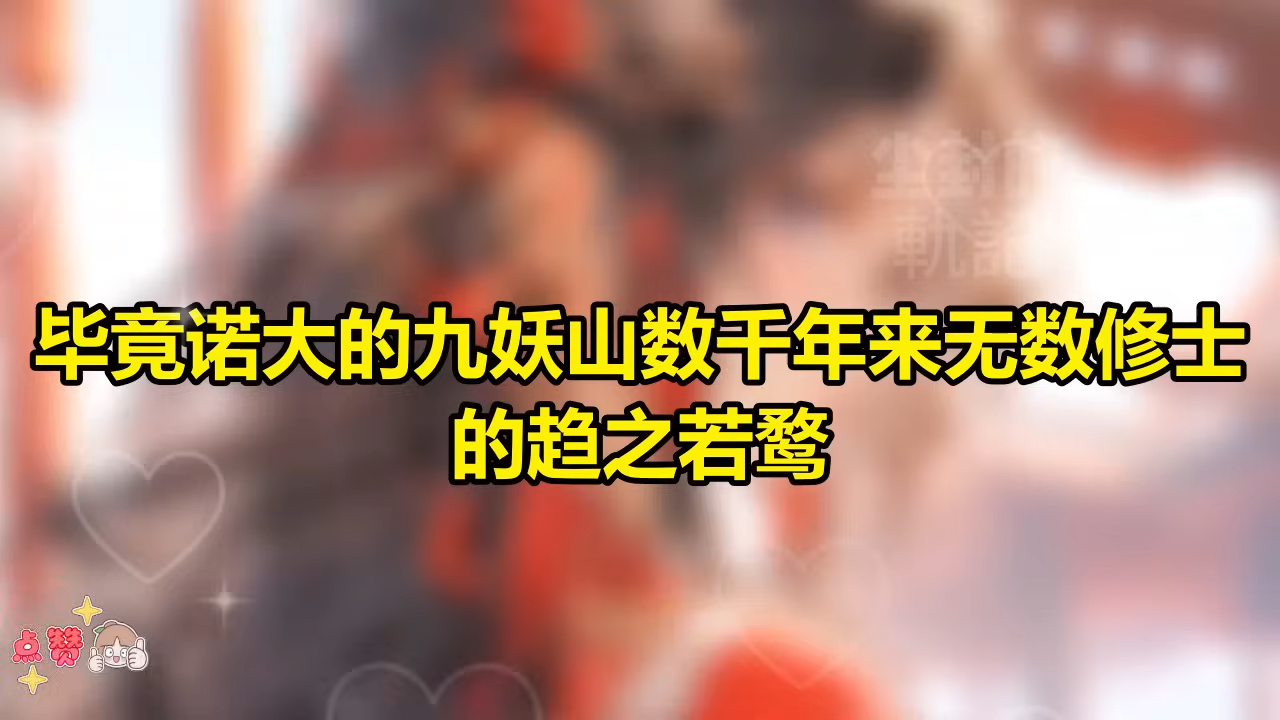 毕竟诺大的九妖山数千年来无数修士
的趋之若鹜
点赞